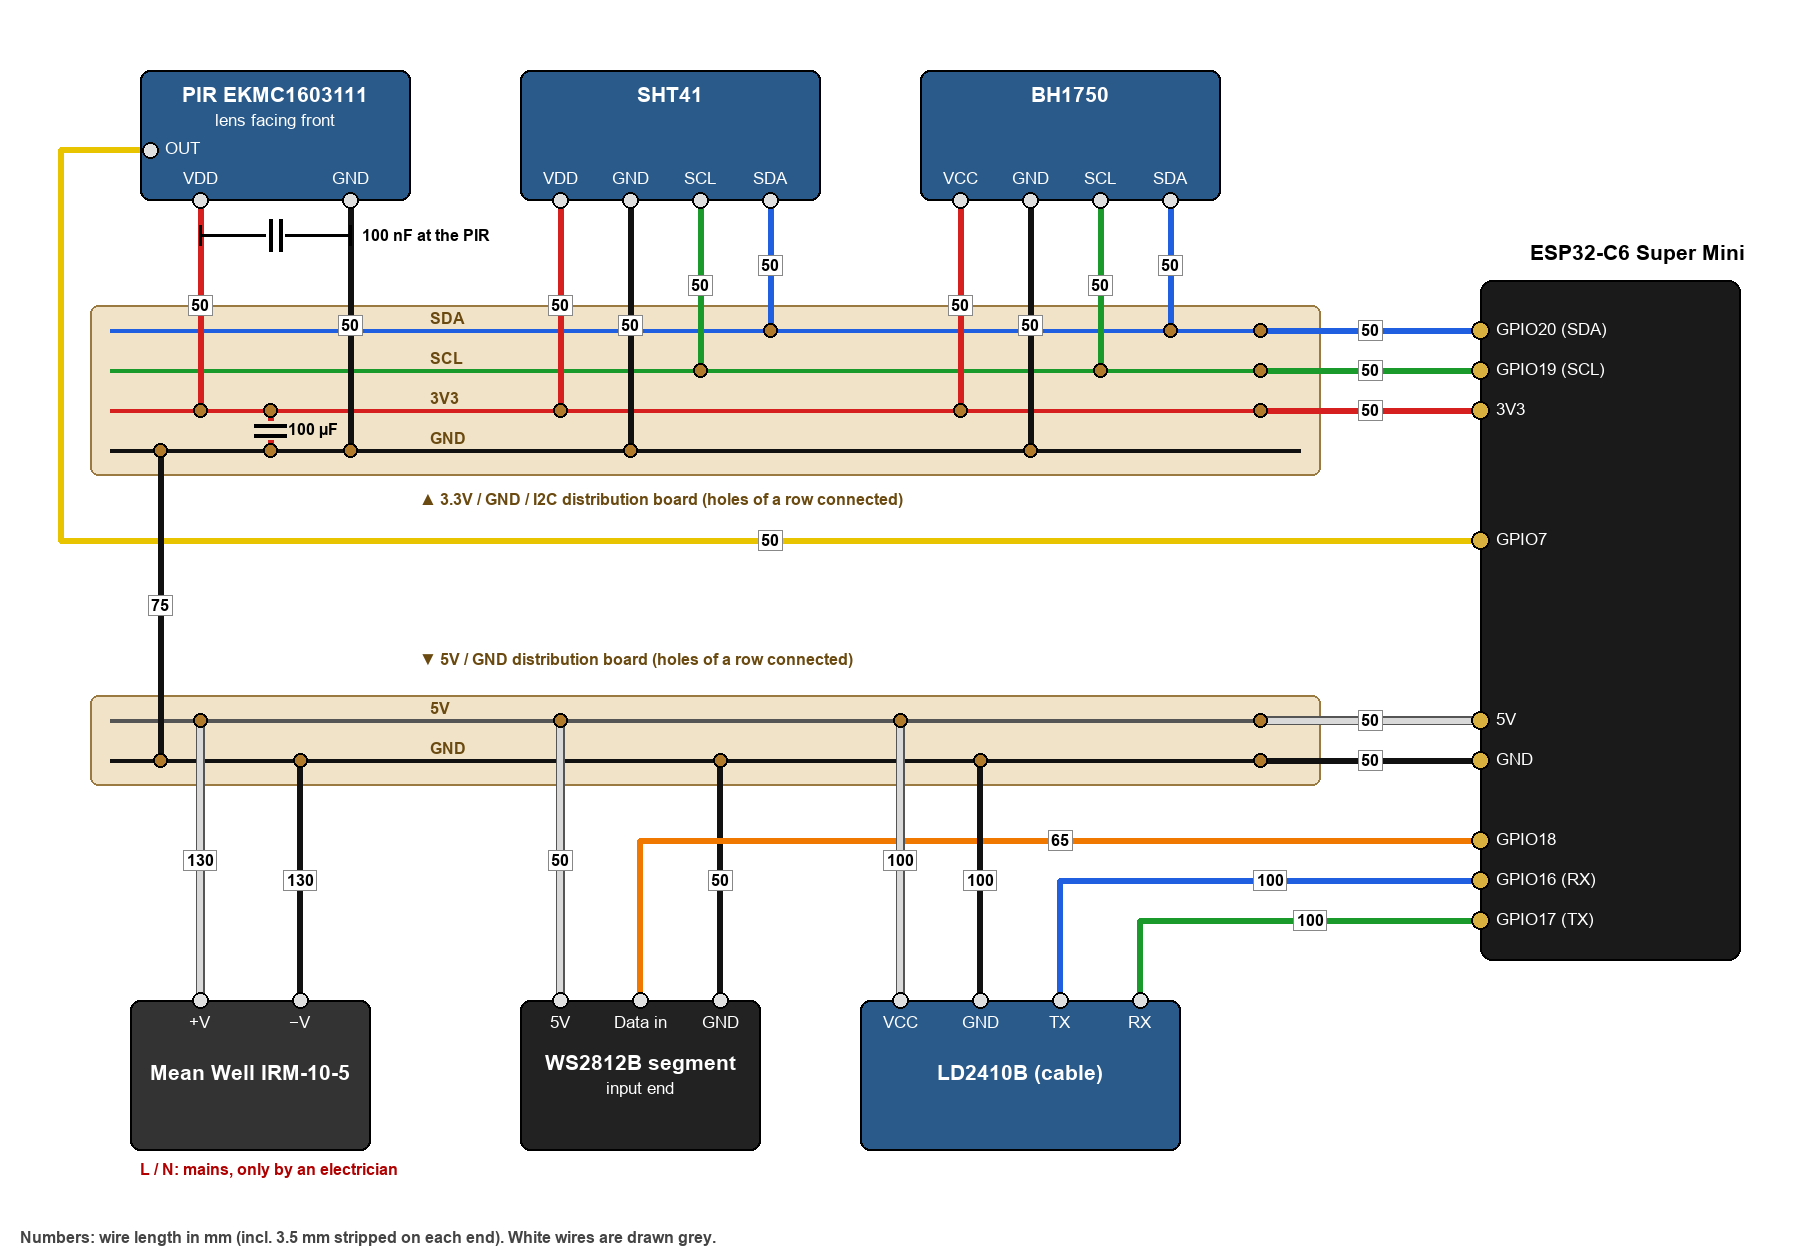 PIR EKMC1603111
lens facing front
OUT
VDD
GND
SHT41
VDD
GND
SCL
SDA
BH1750
VCC
GND
SCL
SDA
100 nF at the PIR
ESP32-C6 Super Mini
50
50
50
50
50
50
50
50
50
50
SDA
SCL
3V3
GND
100 µF
50
50
50
GPIO20 (SDA)
GPIO19 (SCL)
3V3
▲ 3.3V / GND / I2C distribution board (holes of a row connected)
50
GPIO7
75
▼ 5V / GND distribution board (holes of a row connected)
5V
GND
50
50
5V
GND
65
GPIO18
130
130
50
50
100
100
100
GPIO16 (RX)
100
GPIO17 (TX)
+V
−V
Mean Well IRM-10-5
5V
Data in
GND
WS2812B segment
input end
VCC
GND
TX
RX
LD2410B (cable)
L / N: mains, only by an electrician
Numbers: wire length in mm (incl. 3.5 mm stripped on each end). White wires are drawn grey.